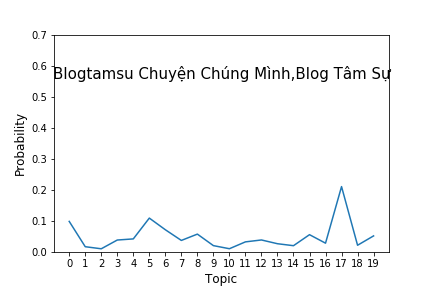 0.7
Blogtamsu Chuyện Chúng Mình,Blog Tâm Sự
0.6
0.5
0.4
0.3
0.2
0.1
0.0
Probability
0 1 2 3 4 5 6 7 8 9 10 11 12 13 14 15 16 17 18 19
Topic